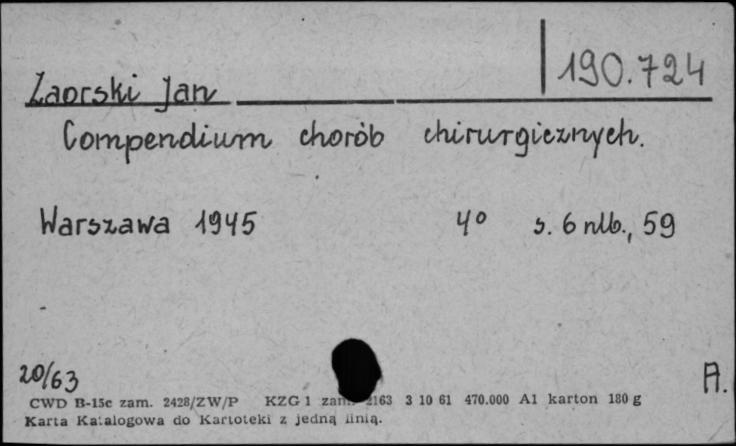 190.724
Zaorski Jan
Compendium chorób chirurgicznych.
Warszawa 1945 4° s. 6 nlb., 59
20/63
A.
CWD B-15c zam. 2428/ZW/P KZG 1 zam. 2163 3 10 61 470.000 A1 karton 180 g
Karta Katalogowa do Kartoteki z jedną linią.